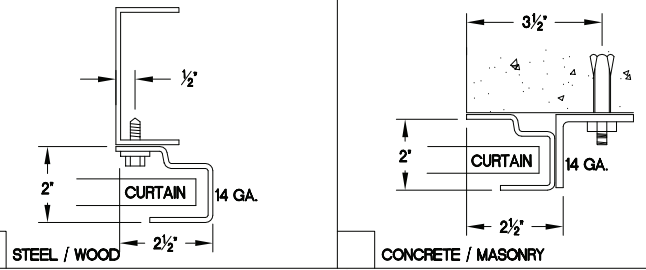 ½"
2"
CURTAIN
14 GA.
2½"
STEEL / WOOD
3½"
2"
CURTAIN
14 GA.
2½"
CONCRETE / MASONRY